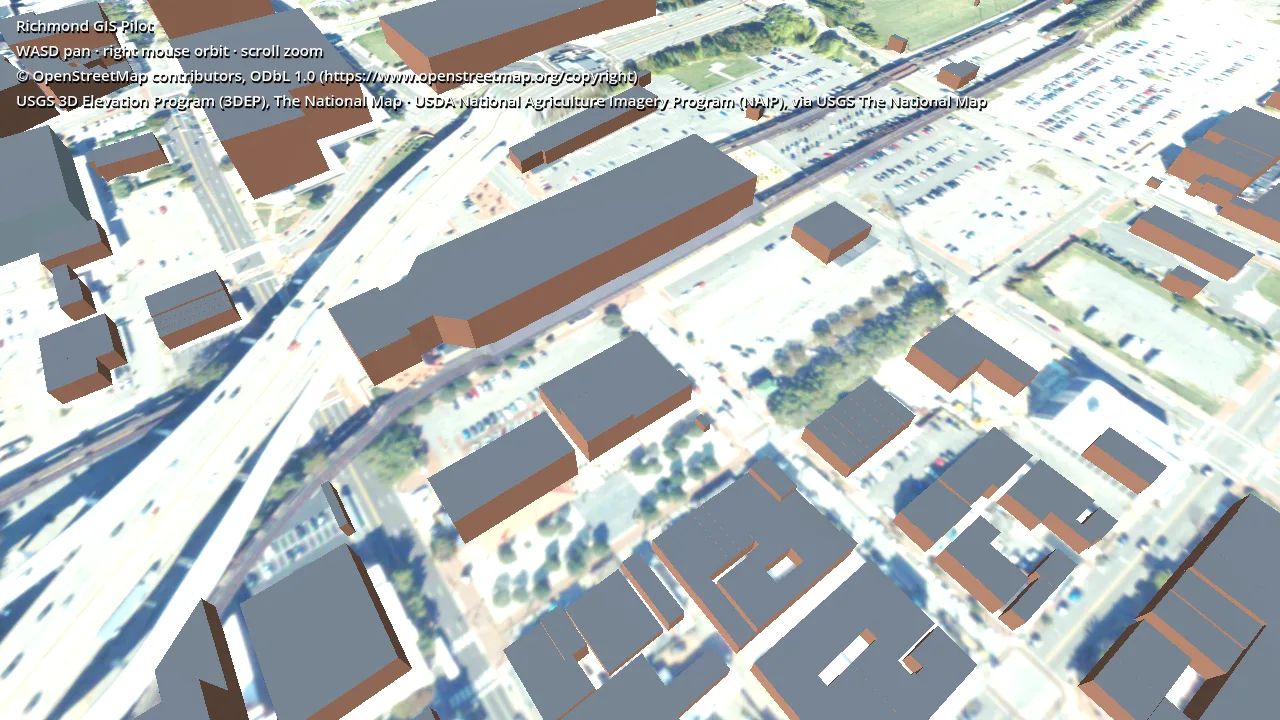 Richmond GIS Pilot
WASD pan · right mouse orbit · scroll zoom
© OpenStreetMap contributors, ODbL 1.0 (https://www.openstreetmap.org/copyright)
USGS 3D Elevation Program (3DEP), The National Map · USDA National Agriculture Imagery Program (NAIP), via USGS The National Map